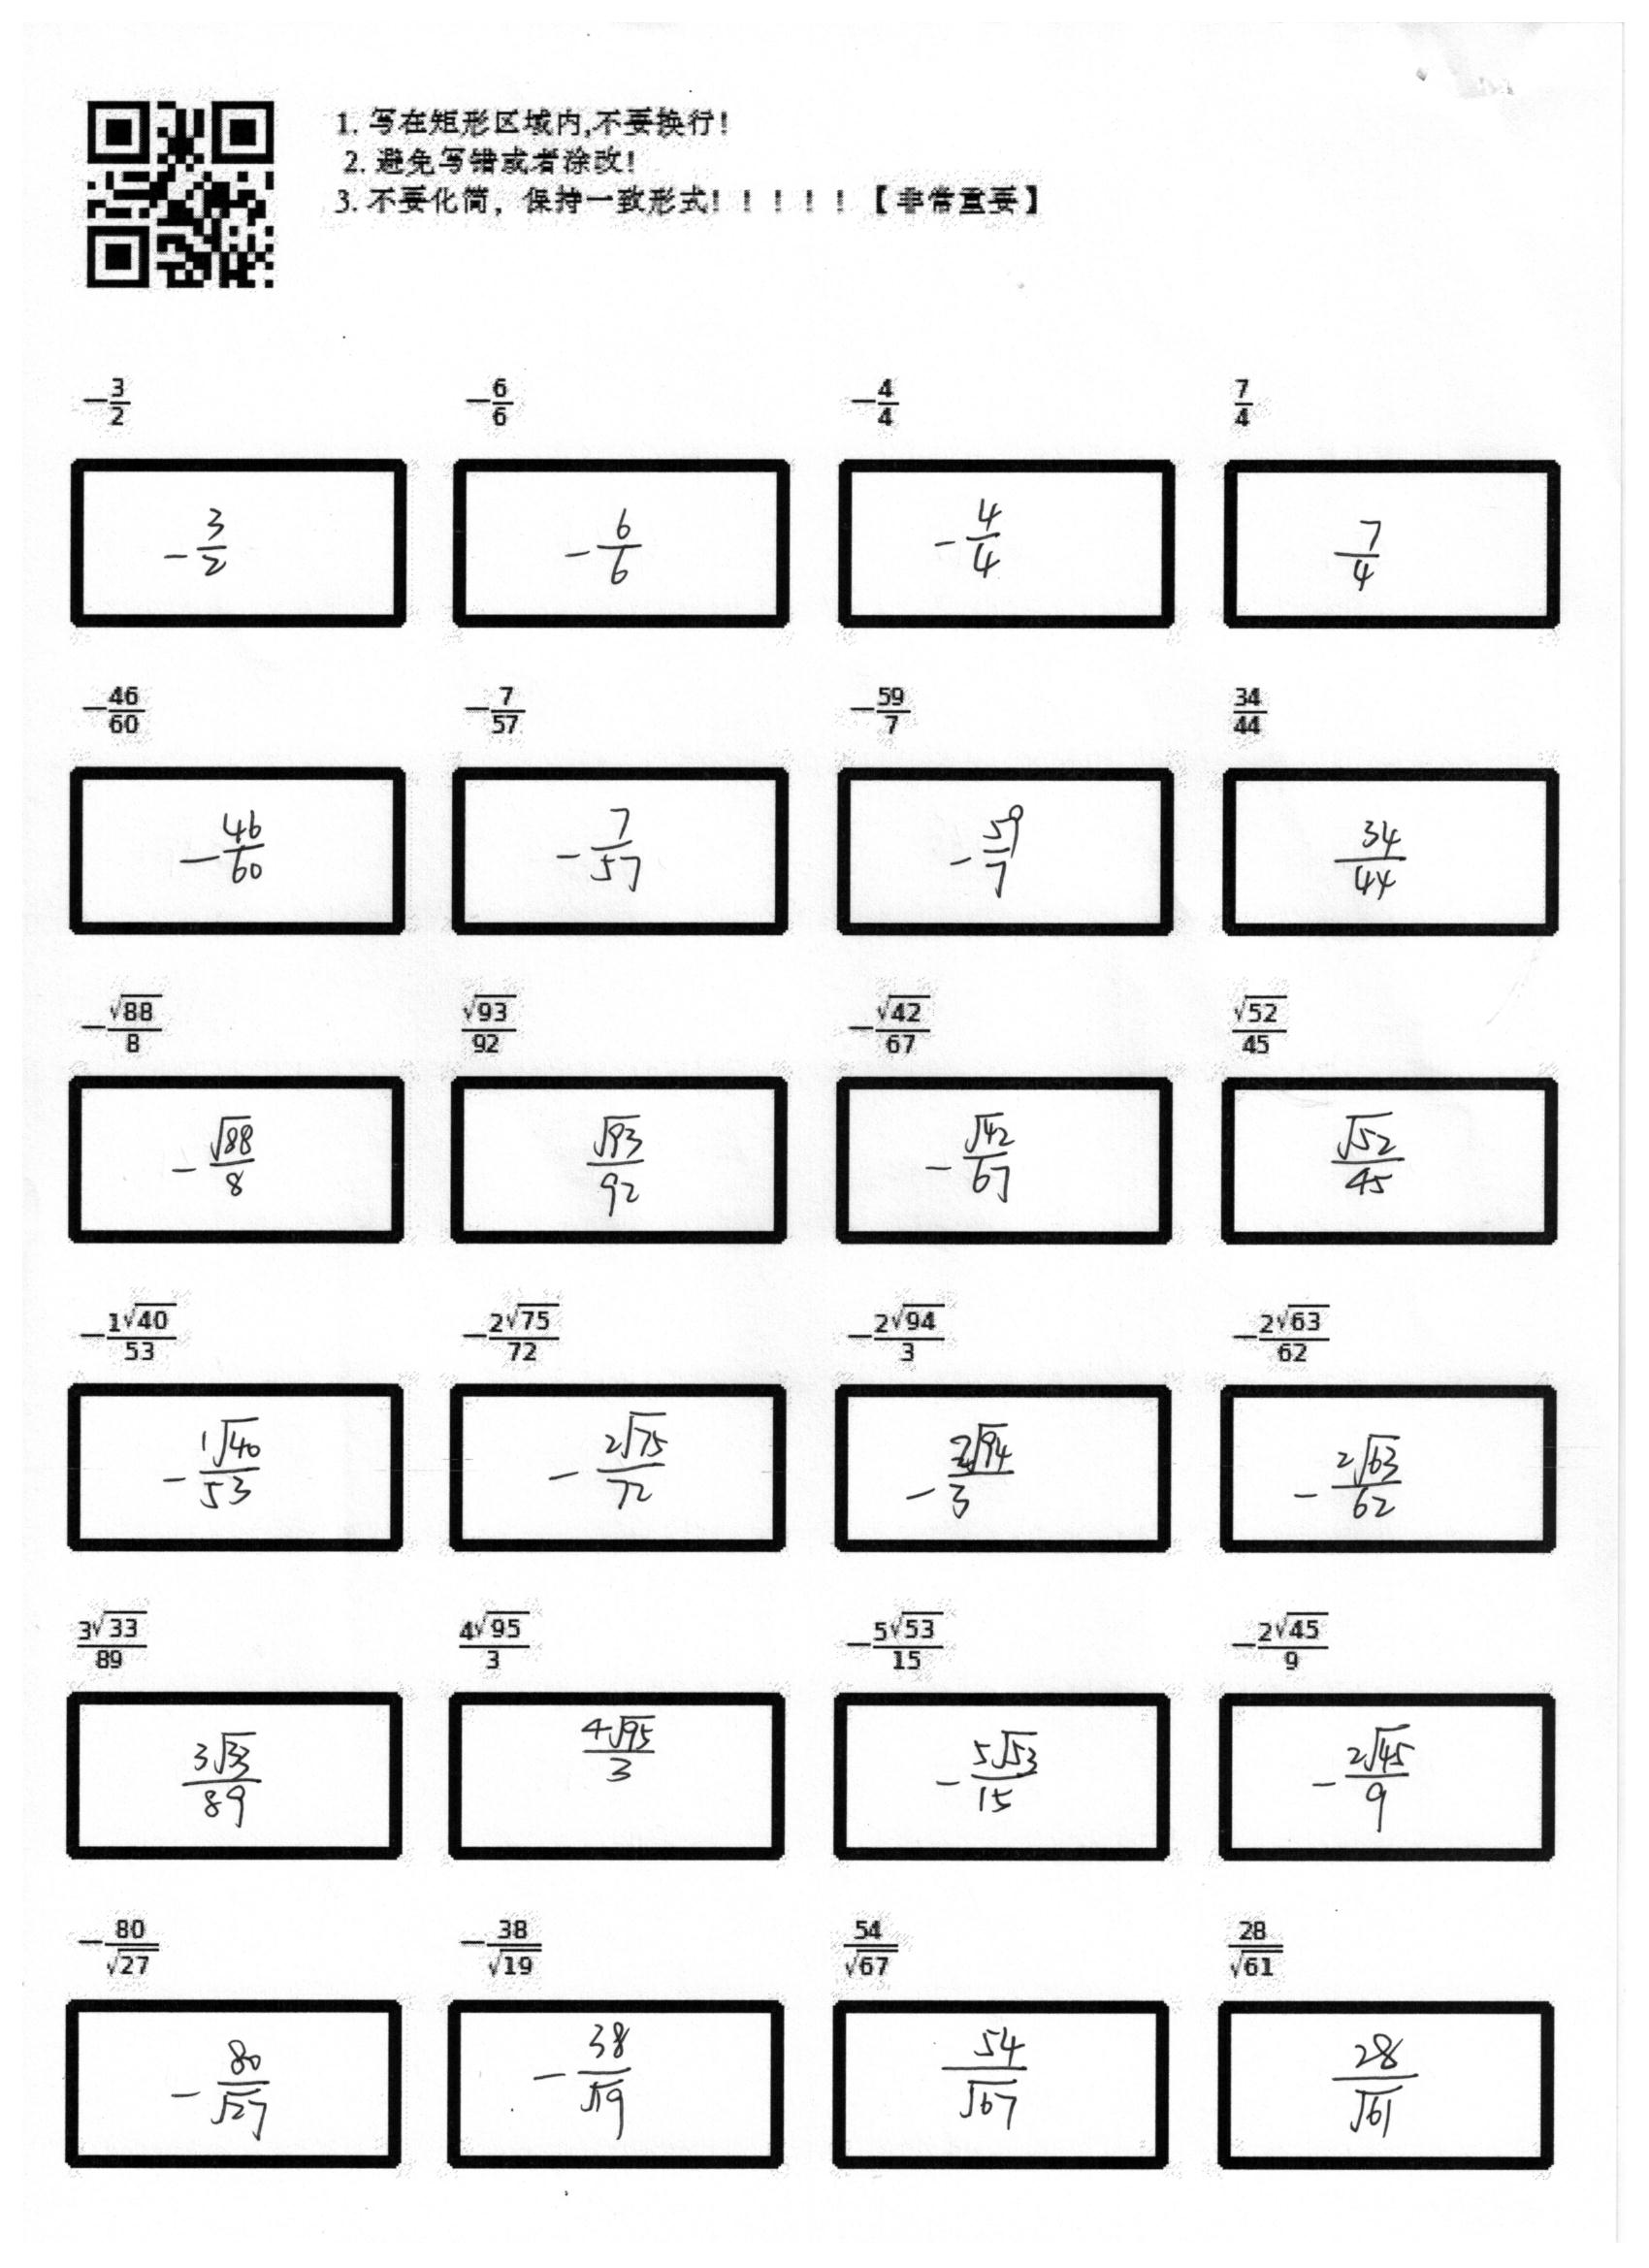 1. 写在矩形区域内,不要换行!
2. 避免写错或者涂改!
3. 不要化简，保持一致形式! ! ! ! ! 【非常重要】
-\frac{3}{2} -\frac{6}{6} -\frac{4}{4} \frac{7}{4}
-\frac{3}{2} -\frac{6}{6} -\frac{4}{4} \frac{7}{4}
-\frac{46}{60} -\frac{7}{57} -\frac{59}{7} \frac{34}{44}
-\frac{46}{60} -\frac{7}{57} -\frac{59}{7} \frac{34}{44}
-\frac{\sqrt{88}}{8} \frac{\sqrt{93}}{92} -\frac{\sqrt{42}}{67} \frac{\sqrt{52}}{45}
-\frac{\sqrt{88}}{8} \frac{\sqrt{93}}{92} -\frac{\sqrt{42}}{67} \frac{\sqrt{52}}{45}
-\frac{1\sqrt{40}}{53} -\frac{2\sqrt{75}}{72} -\frac{2\sqrt{94}}{3} -\frac{2\sqrt{63}}{62}
-\frac{1\sqrt{40}}{53} -\frac{2\sqrt{75}}{72} -\frac{2\sqrt{94}}{3} -\frac{2\sqrt{63}}{62}
\frac{3\sqrt{33}}{89} \frac{4\sqrt{95}}{3} -\frac{5\sqrt{53}}{15} -\frac{2\sqrt{45}}{9}
\frac{3\sqrt{33}}{89} \frac{4\sqrt{95}}{3} -\frac{5\sqrt{53}}{15} -\frac{2\sqrt{45}}{9}
-\frac{80}{\sqrt{27}} -\frac{38}{\sqrt{19}} \frac{54}{\sqrt{67}} \frac{28}{\sqrt{61}}
-\frac{80}{\sqrt{27}} -\frac{38}{\sqrt{19}} \frac{54}{\sqrt{67}} \frac{28}{\sqrt{61}}